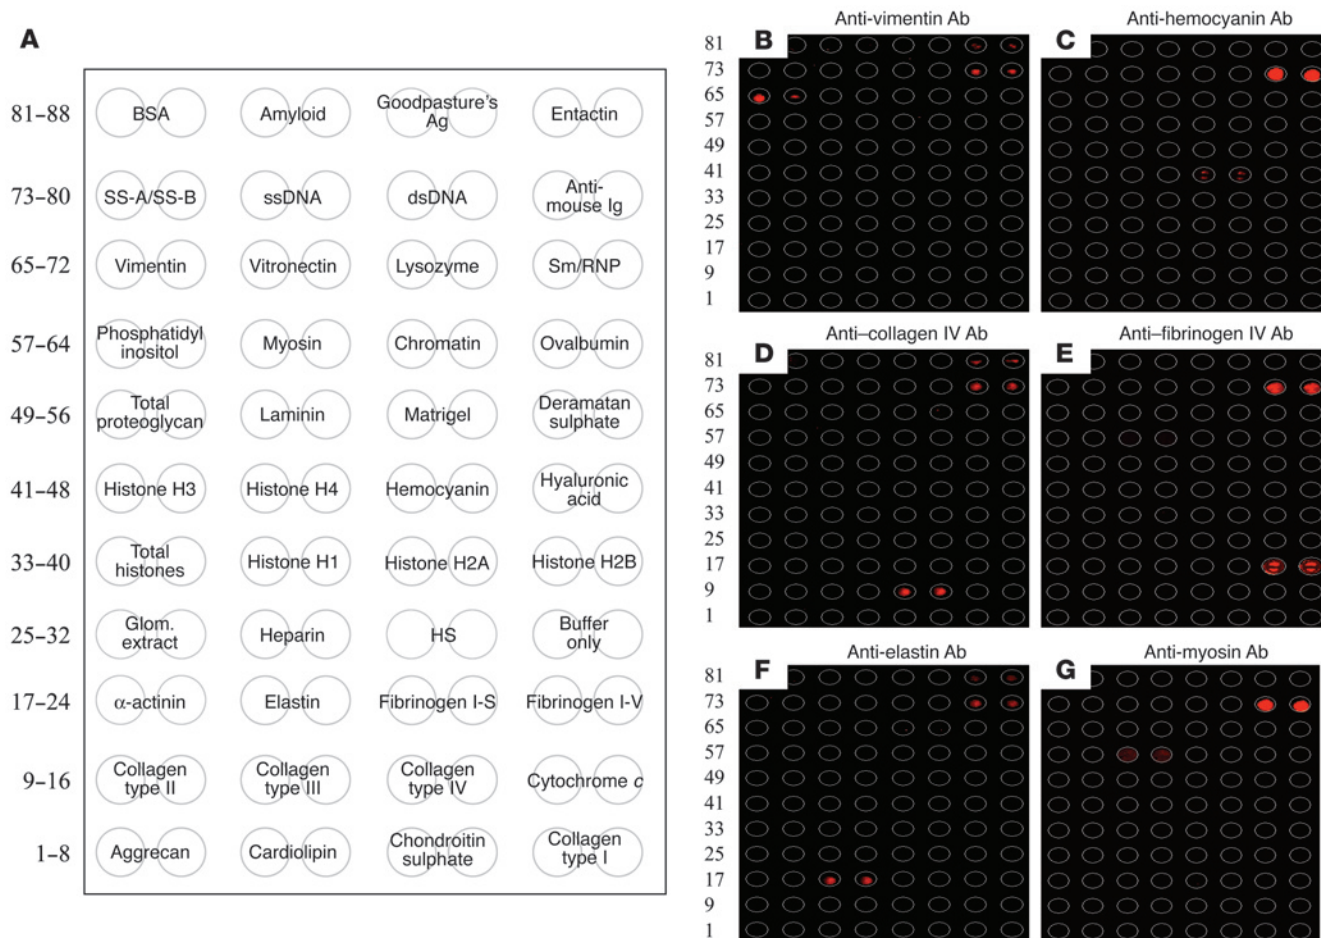 A
81–88
BSA
Amyloid
Goodpasture's
Ag
Entactin
73–80
SS-A/SS-B
ssDNA
dsDNA
Anti-
mouse Ig
65–72
Vimentin
Vitronectin
Lysozyme
Sm/RNP
57–64
Phosphatidyl
inositol
Myosin
Chromatin
Ovalbumin
49–56
Total
proteoglycan
Laminin
Matrigel
Deramatan
sulphate
41–48
Histone H3
Histone H4
Hemocyanin
Hyaluronic
acid
33–40
Total
histones
Histone H1
Histone H2A
Histone H2B
25–32
Glom.
extract
Heparin
HS
Buffer
only
17–24
α-actinin
Elastin
Fibrinogen I-S
Fibrinogen I-V
9–16
Collagen
type II
Collagen
type III
Collagen
type IV
Cytochrome c
1–8
Aggrecan
Cardiolipin
Chondroitin
sulphate
Collagen
type I
Anti-vimentin Ab
B
81
73
65
57
49
41
33
25
17
9
1
Anti-hemocyanin Ab
C
Anti–collagen IV Ab
D
81
73
65
57
49
41
33
25
17
9
1
Anti–fibrinogen IV Ab
E
Anti-elastin Ab
F
81
73
65
57
49
41
33
25
17
9
1
Anti-myosin Ab
G